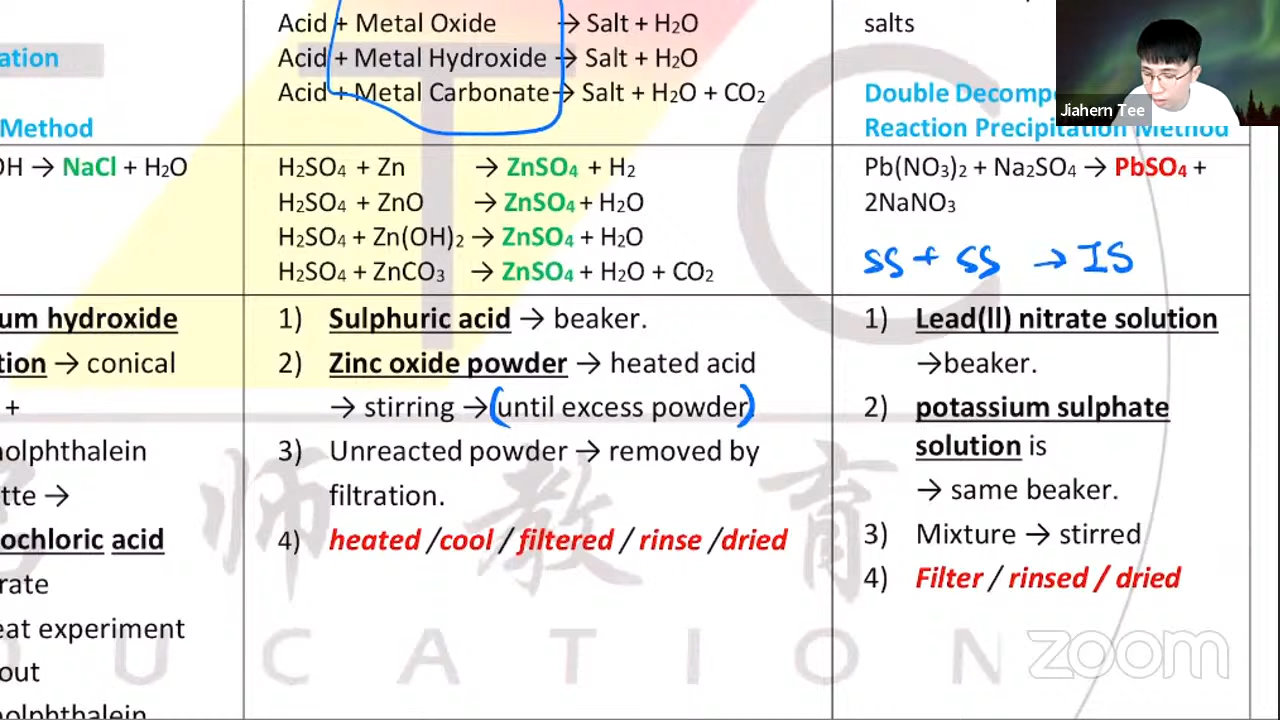 Acid + Metal Oxide → Salt + H₂O
Acid + Metal Hydroxide → Salt + H₂O
Acid + Metal Carbonate → Salt + H₂O + CO₂
ation
Method
salts
Double Decomp
Reaction Precipitation Method
Jiahern Tee
OH → NaCl + H₂O
H₂SO₄ + Zn → ZnSO₄ + H₂
H₂SO₄ + ZnO → ZnSO₄ + H₂O
H₂SO₄ + Zn(OH)₂ → ZnSO₄ + H₂O
H₂SO₄ + ZnCO₃ → ZnSO₄ + H₂O + CO₂
Pb(NO₃)₂ + Na₂SO₄ → PbSO₄ +
2NaNO₃
SS + SS → IS
um hydroxide
tion → conical
+
olphthalein
tte →
ochloric acid
rate
eat experiment
out
olphthalein
1) Sulphuric acid → beaker.
2) Zinc oxide powder → heated acid
→ stirring → (until excess powder)
3) Unreacted powder → removed by
filtration.
4) heated /cool / filtered / rinse /dried
1) Lead(ll) nitrate solution
→beaker.
2) potassium sulphate
solution is
→ same beaker.
3) Mixture → stirred
4) Filter / rinsed / dried
T C
师教育
U C A T I O N
zoom